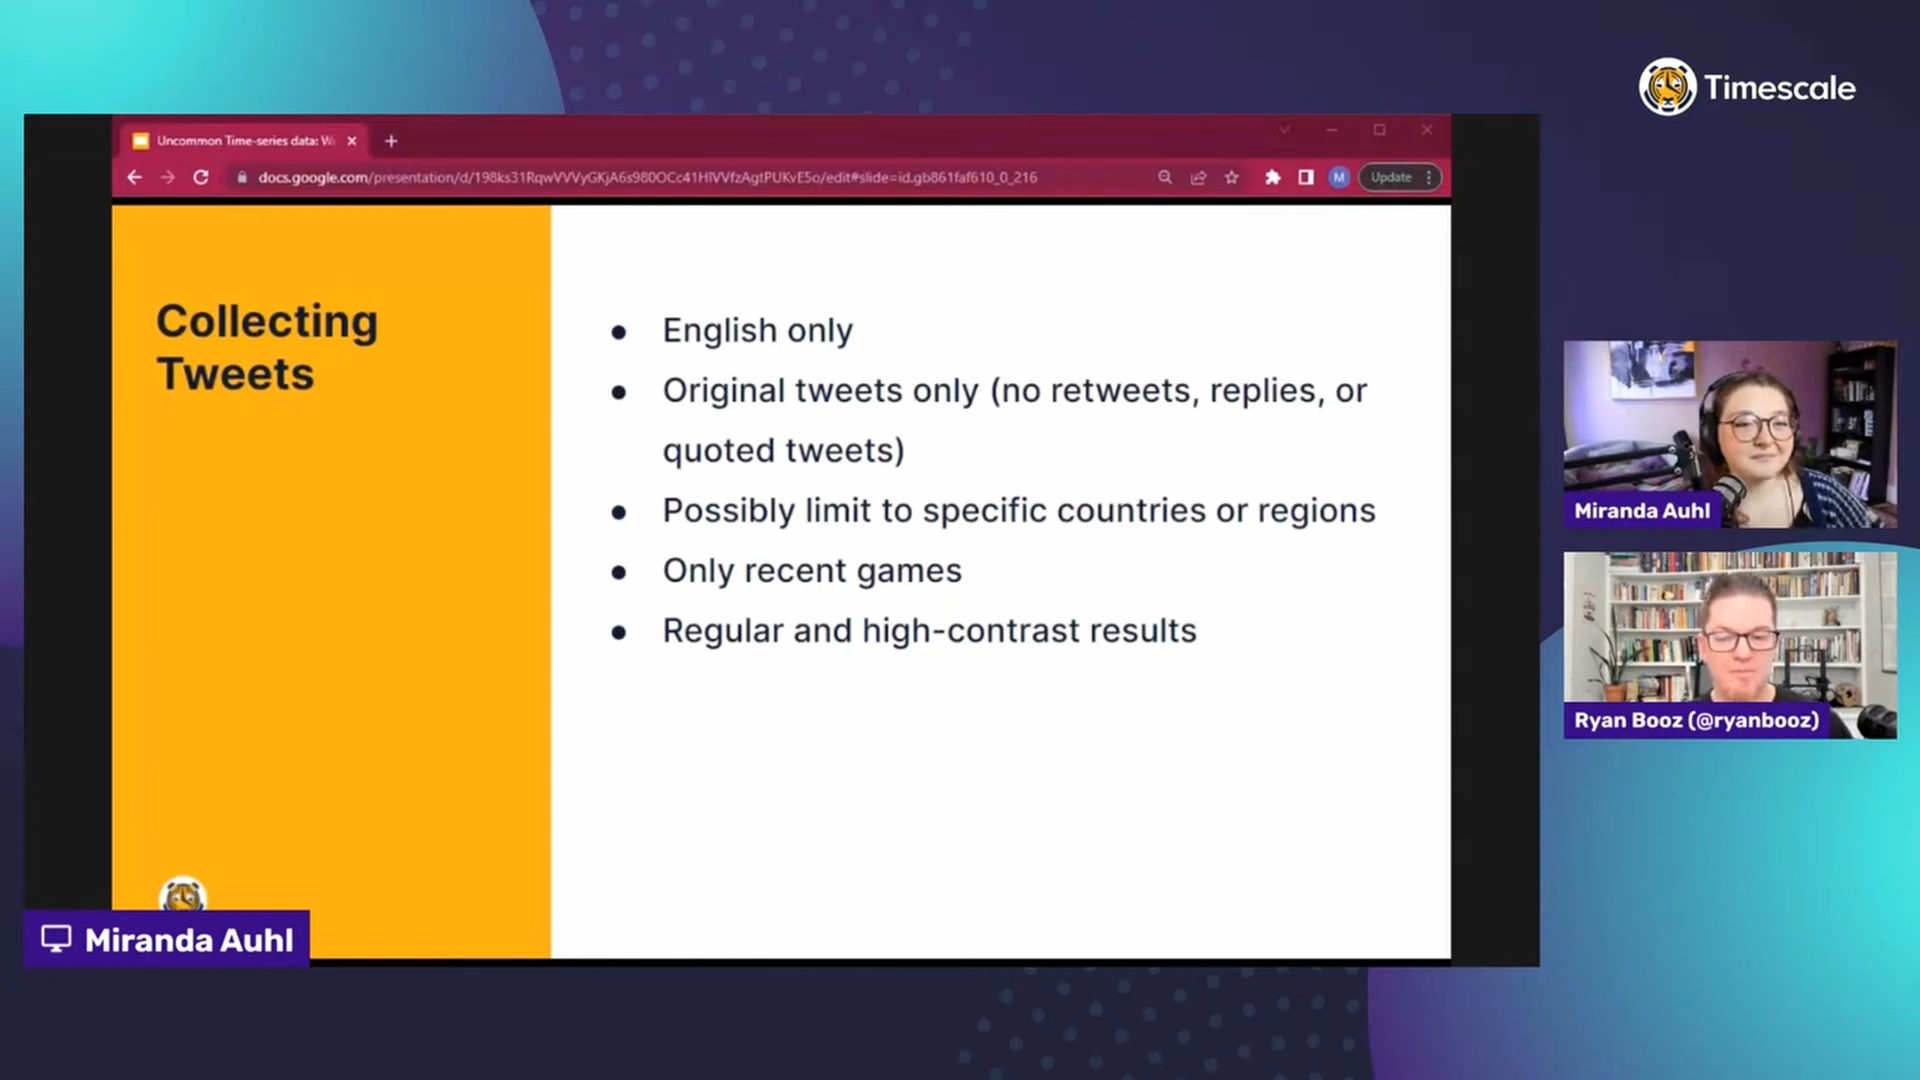 Timescale
Uncommon Time-series data: W
docs.google.com/presentation/d/198ks31RqwVVVyGKjA6s980OCc41HlVVfzAgtPUKvE5o/edit#slide=id.gb861faf610_0_216
M
Update
Collecting
Tweets
● English only
● Original tweets only (no retweets, replies, or
quoted tweets)
● Possibly limit to specific countries or regions
● Only recent games
● Regular and high-contrast results
Miranda Auhl
Ryan Booz (@ryanbooz)
Miranda Auhl